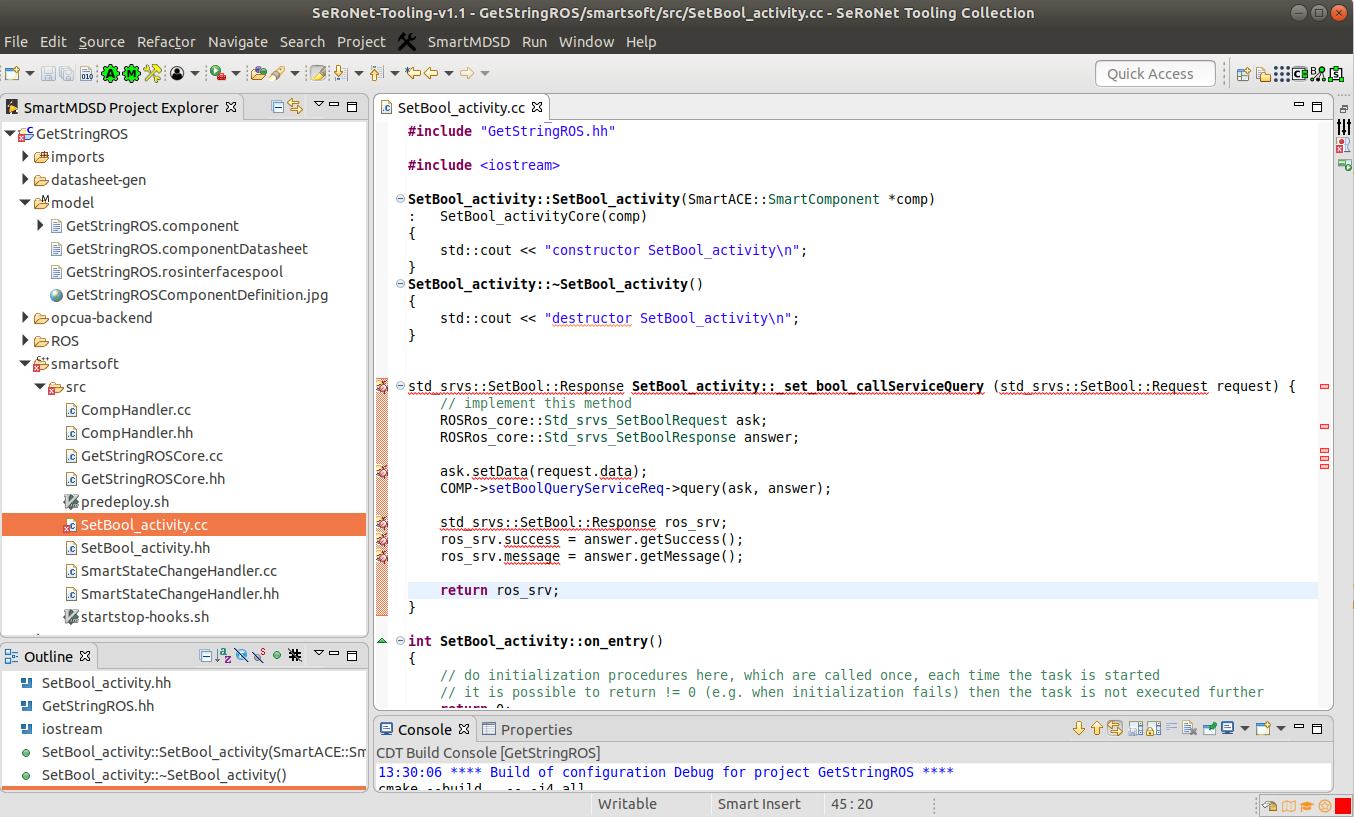 SeRoNet-Tooling-v1.1 - GetStringROS/smartsoft/src/SetBool_activity.cc - SeRoNet Tooling Collection
File Edit Source Refactor Navigate Search Project SmartMDSD Run Window Help
Quick Access
SmartMDSD Project Explorer
GetStringROS
imports
datasheet-gen
model
GetStringROS.component
GetStringROS.componentDatasheet
GetStringROS.rosinterfacespool
GetStringROSComponentDefinition.jpg
opcua-backend
ROS
smartsoft
src
CompHandler.cc
CompHandler.hh
GetStringROSCore.cc
GetStringROSCore.hh
predeploy.sh
SetBool_activity.cc
SetBool_activity.hh
SmartStateChangeHandler.cc
SmartStateChangeHandler.hh
startstop-hooks.sh
Outline
SetBool_activity.hh
GetStringROS.hh
iostream
SetBool_activity::SetBool_activity(SmartACE::Sm
SetBool_activity::~SetBool_activity()
SetBool_activity.cc
#include "GetStringROS.hh"
#include <iostream>
SetBool_activity::SetBool_activity(SmartACE::SmartComponent *comp)
: SetBool_activityCore(comp)
{
std::cout << "constructor SetBool_activity\n";
}
SetBool_activity::~SetBool_activity()
{
std::cout << "destructor SetBool_activity\n";
}
std_srvs::SetBool::Response SetBool_activity::_set_bool_callServiceQuery (std_srvs::SetBool::Request request) {
// implement this method
ROSRos_core::Std_srvs_SetBoolRequest ask;
ROSRos_core::Std_srvs_SetBoolResponse answer;
ask.setData(request.data);
COMP->setBoolQueryServiceReq->query(ask, answer);
std_srvs::SetBool::Response ros_srv;
ros_srv.success = answer.getSuccess();
ros_srv.message = answer.getMessage();
return ros_srv;
}
int SetBool_activity::on_entry()
{
// do initialization procedures here, which are called once, each time the task is started
// it is possible to return != 0 (e.g. when initialization fails) then the task is not executed further
return 0;
Console Properties
CDT Build Console [GetStringROS]
13:30:06 **** Build of configuration Debug for project GetStringROS ****
cmake --build . -- -j4 all
Writable Smart Insert 45 : 20